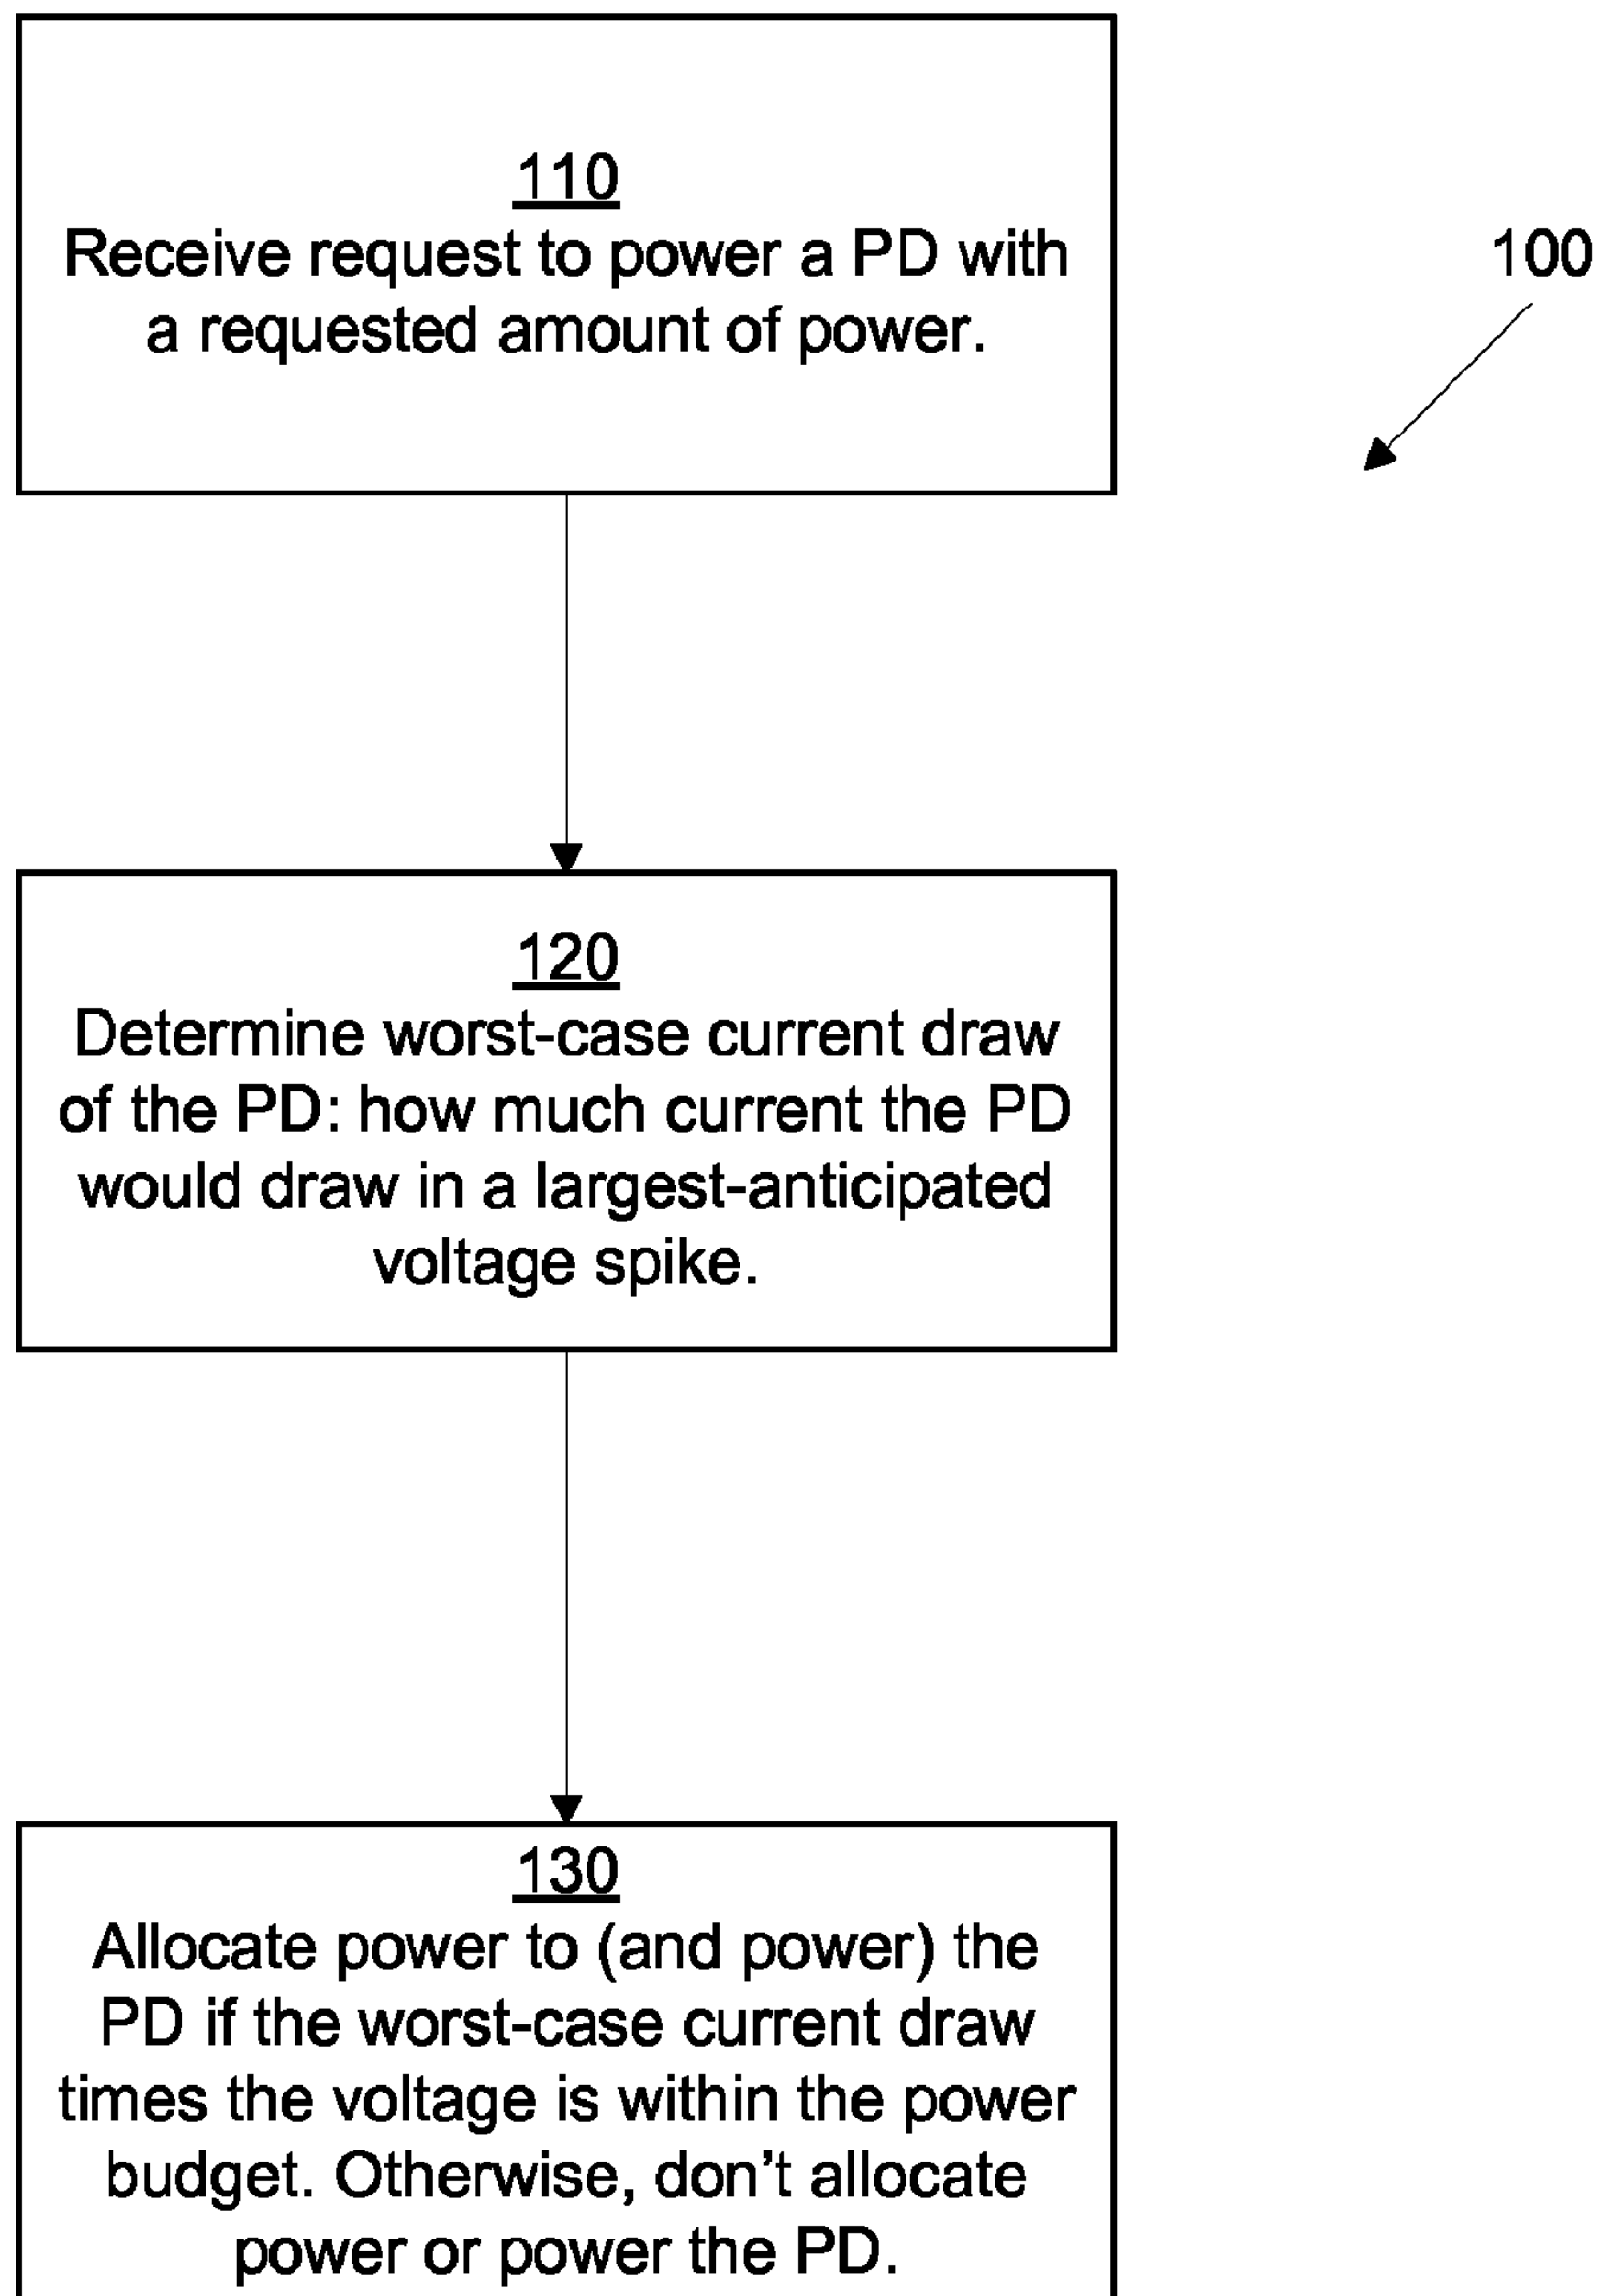 110
Receive request to power a PD with
a requested amount of power.
100
120
Determine worst-case current draw
of the PD: how much current the PD
would draw in a largest-anticipated
voltage spike.
130
Allocate power to (and power) the
PD if the worst-case current draw
times the voltage is within the power
budget. Otherwise, don't allocate
power or power the PD.